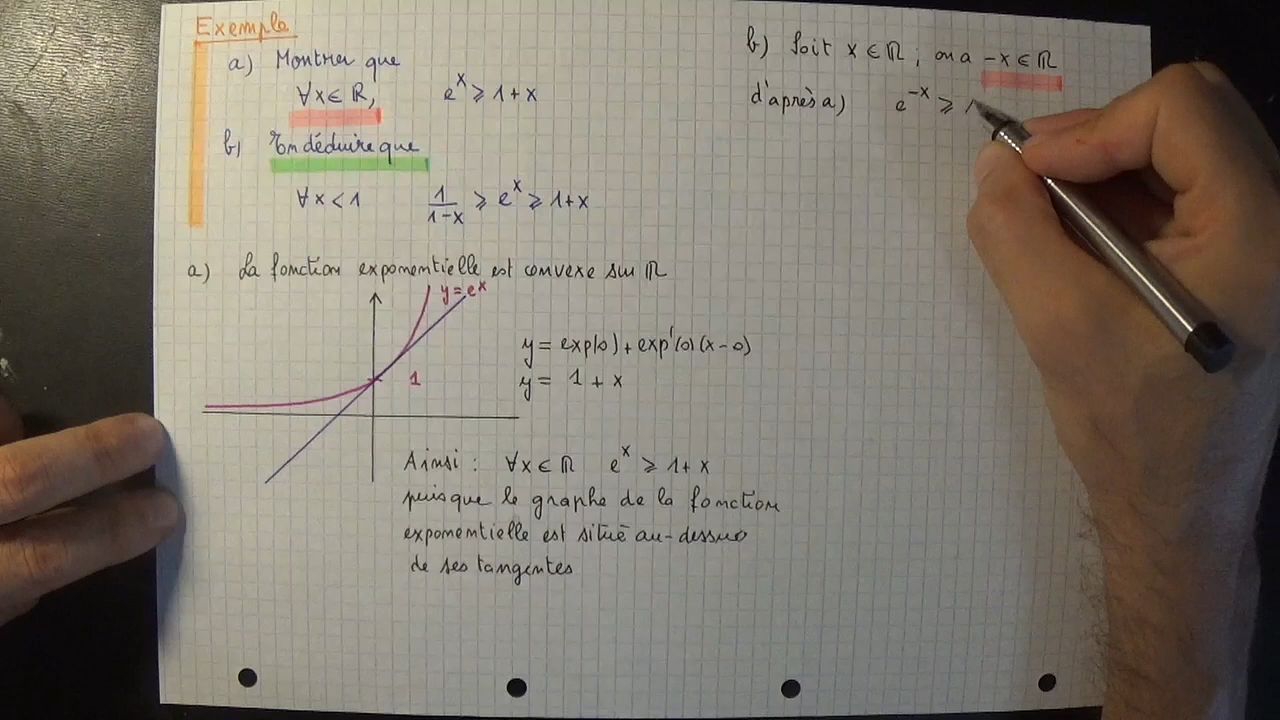 Exemple
a) Montrer que
∀x∈ℝ, eˣ ⩾ 1+x
b) En déduire que
∀x<1 1/(1-x) ⩾ eˣ ⩾ 1+x
a) La fonction exponentielle est convexe sur ℝ
y=eˣ
1
y = exp(0) + exp'(0)(x-0)
y = 1 + x
Ainsi : ∀x∈ℝ eˣ ⩾ 1+x
puisque le graphe de la fonction
exponentielle est situé au-dessus
de ses tangentes
b) Soit x∈ℝ ; on a -x∈ℝ
d'après a) e⁻ˣ ⩾ 1